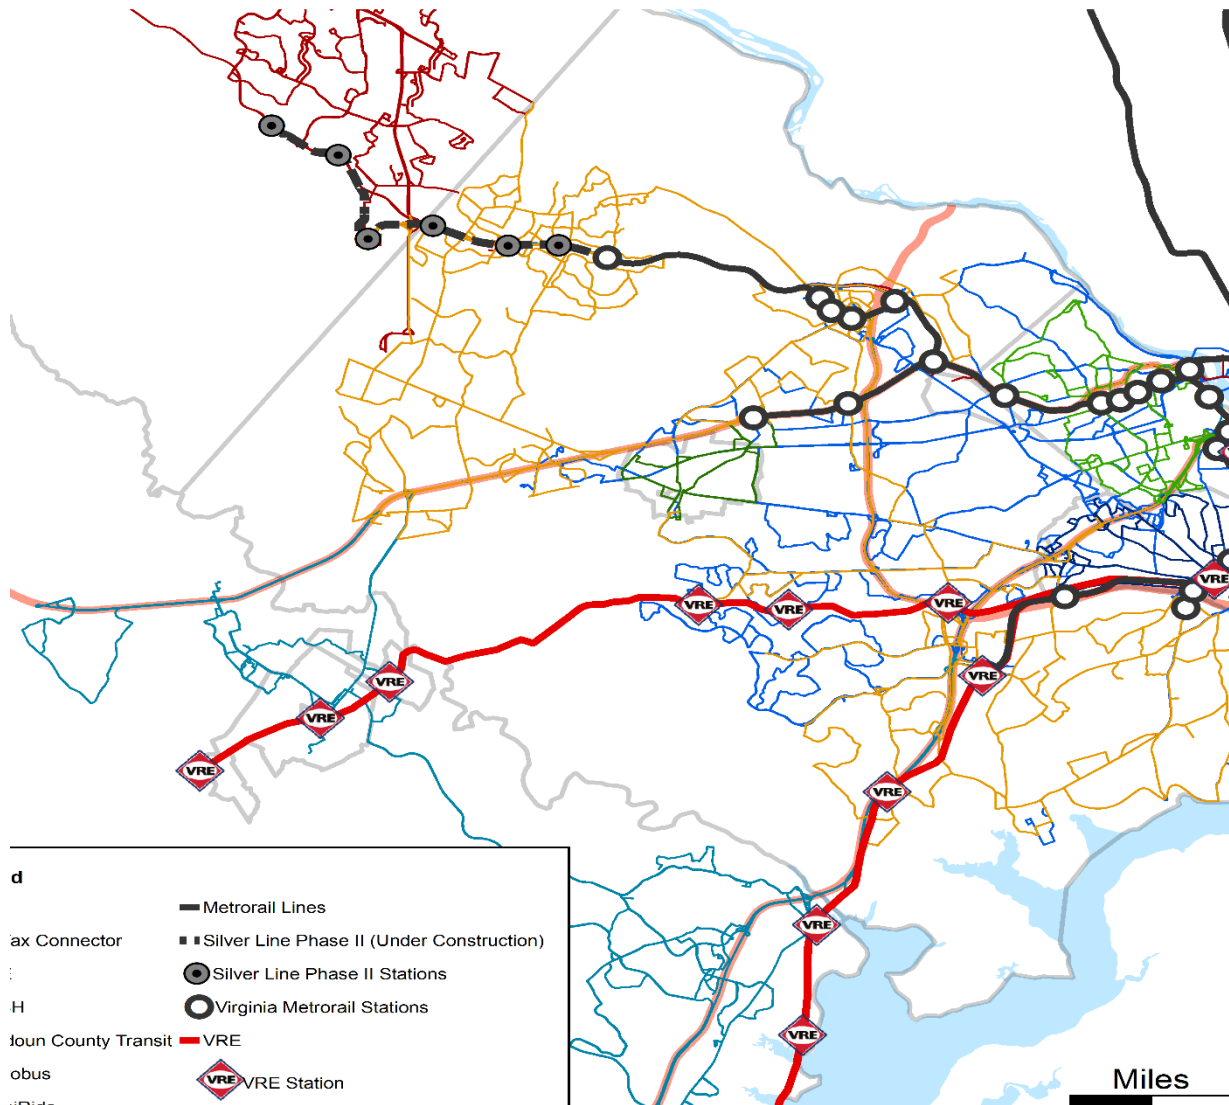 VRE
VRE
VRE
VRE
VRE
VRE
VRE
VRE
VRE
VRE
VRE
d
Metrorail Lines
ax Connector
Silver Line Phase II (Under Construction)
Silver Line Phase II Stations
H
Virginia Metrorail Stations
doun County Transit
VRE
obus
VRE
VRE Station
Miles